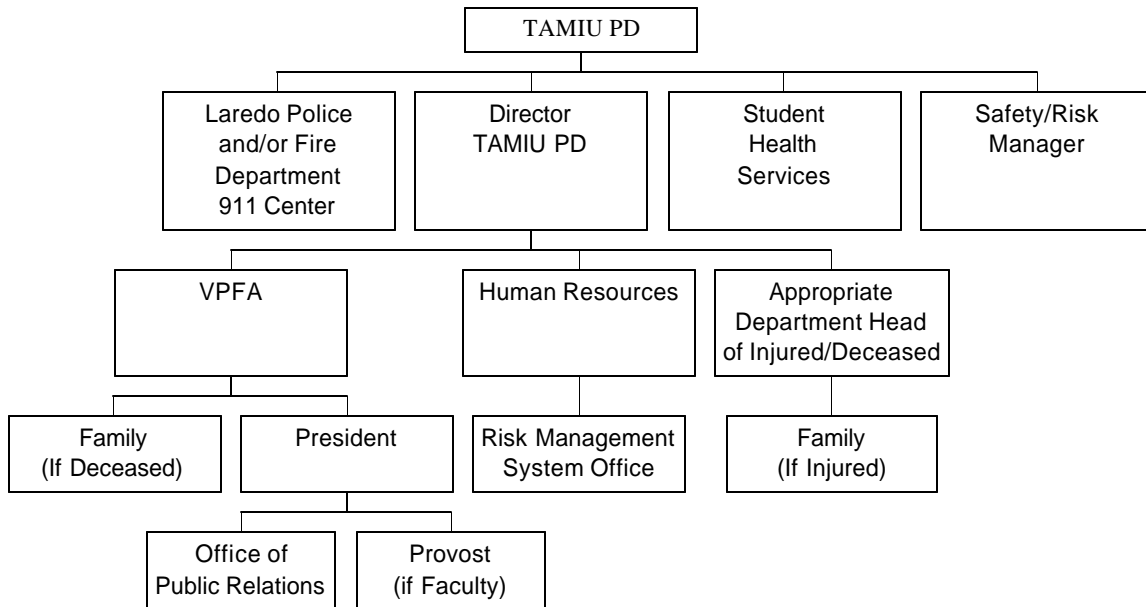 TAMIU PD
Laredo Police
and/or Fire
Department
911 Center
Director
TAMIU PD
Student
Health
Services
Safety/Risk
Manager
VPFA
Human Resources
Appropriate
Department Head
of Injured/Deceased
Family
(If Deceased)
President
Risk Management
System Office
Family
(If Injured)
Office of
Public Relations
Provost
(if Faculty)